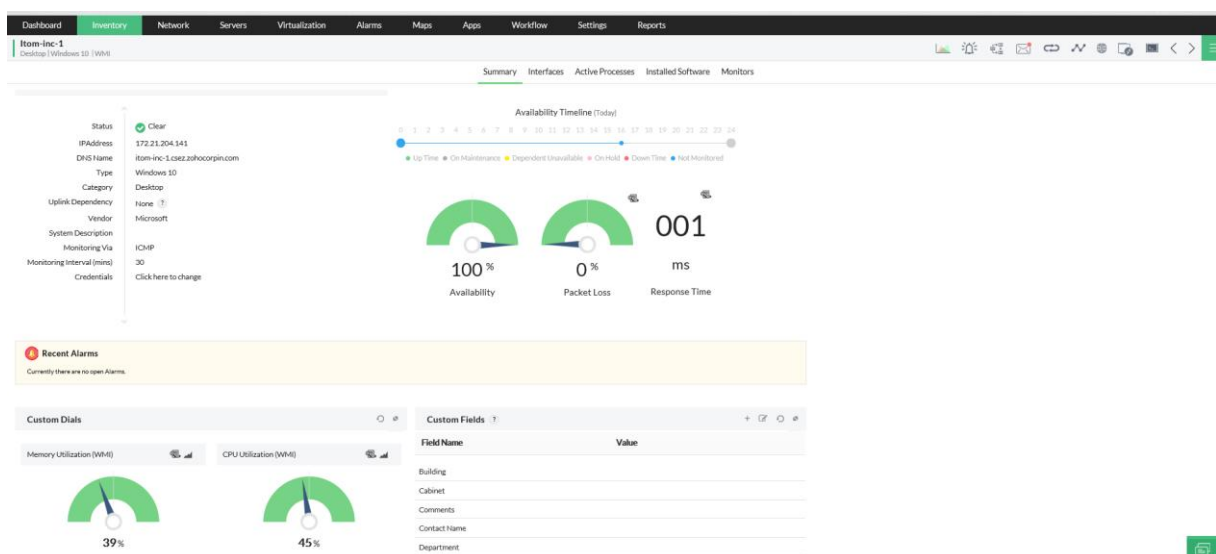 Dashboard Inventory Network Servers Virtualization Alarms Maps Apps Workflow Settings Reports
Itom-inc-1
Desktop | Windows 10 | WMI
Summary Interfaces Active Processes Installed Software Monitors
Availability Timeline (Today)
0 1 2 3 4 5 6 7 8 9 10 11 12 13 14 15 16 17 18 19 20 21 22 23 24
Up Time On Maintenance Dependent Unavailable On Hold Down Time Not Monitored
Status Clear
IPAddress 172.21.204.141
DNS Name itom-inc-1.csez.zohocorpin.com
Type Windows 10
Category Desktop
Uplink Dependency None ?
Vendor Microsoft
System Description
Monitoring Via ICMP
Monitoring Interval (mins) 30
Credentials Click here to change
100 %
Availability
0 %
Packet Loss
001
ms
Response Time
Recent Alarms
Currently there are no open Alarms.
Custom Dials
Memory Utilization (WMI)
39 %
CPU Utilization (WMI)
45 %
Custom Fields ?
Field Name Value
Building
Cabinet
Comments
Contact Name
Department